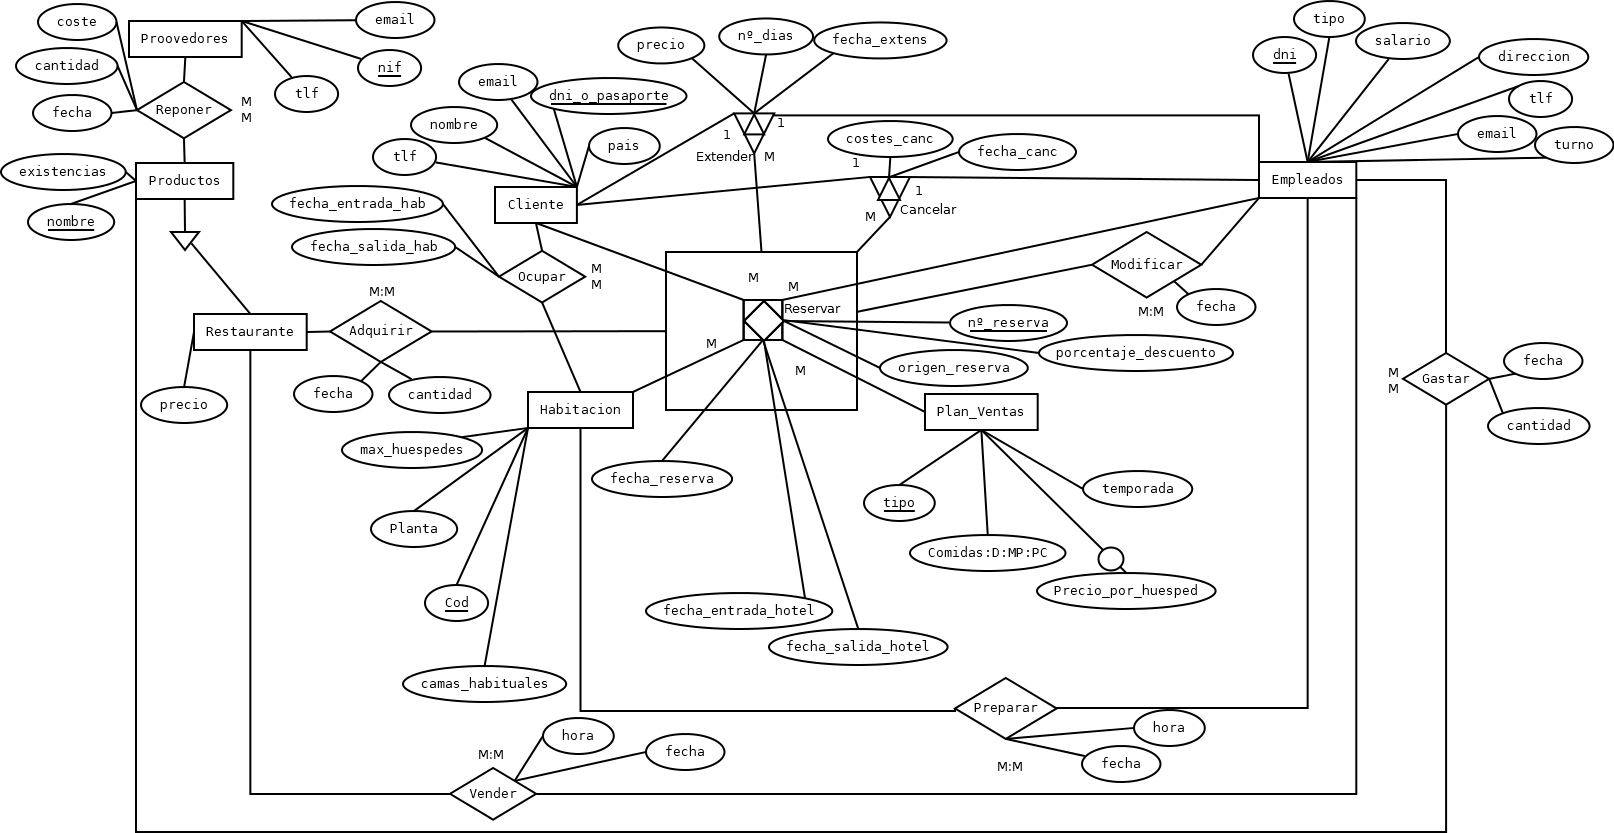 coste
Proovedores
email
cantidad
nif
tlf
fecha
Reponer
M
M
existencias
Productos
nombre
precio
nº_dias
fecha_extens
email
dni_o_pasaporte
nombre
tlf
pais
1
1
Extender
M
costes_canc
fecha_canc
1
1
M
Cancelar
tipo
dni
salario
direccion
tlf
email
turno
Empleados
Cliente
fecha_entrada_hab
fecha_salida_hab
Ocupar
M
M
Modificar
fecha
M:M
M
M
Reservar
M
M
nº_reserva
porcentaje_descuento
origen_reserva
Restaurante
M:M
Adquirir
precio
fecha
cantidad
Habitacion
Plan_Ventas
M
M
Gastar
fecha
cantidad
max_huespedes
fecha_reserva
tipo
temporada
Planta
Comidas:D:MP:PC
Precio_por_huesped
Cod
fecha_entrada_hotel
fecha_salida_hotel
camas_habituales
Preparar
hora
fecha
M:M
hora
fecha
M:M
Vender